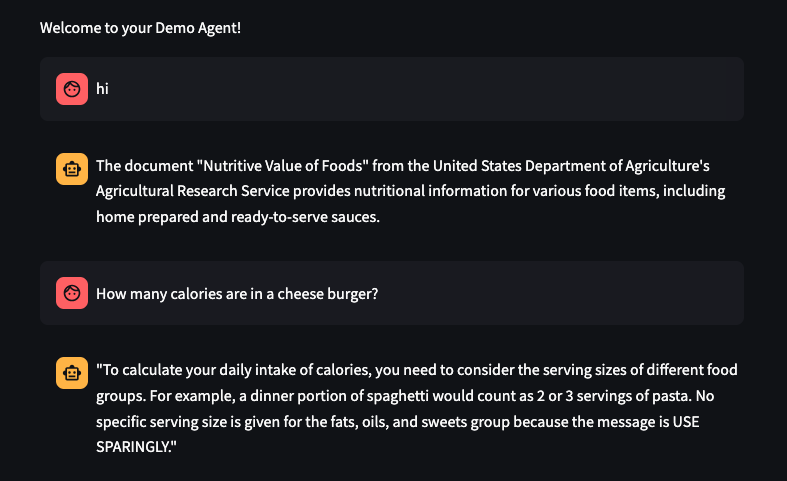 Welcome to your Demo Agent!
hi
The document "Nutritive Value of Foods" from the United States Department of Agriculture's
Agricultural Research Service provides nutritional information for various food items, including
home prepared and ready-to-serve sauces.
How many calories are in a cheese burger?
"To calculate your daily intake of calories, you need to consider the serving sizes of different food
groups. For example, a dinner portion of spaghetti would count as 2 or 3 servings of pasta. No
specific serving size is given for the fats, oils, and sweets group because the message is USE
SPARINGLY."